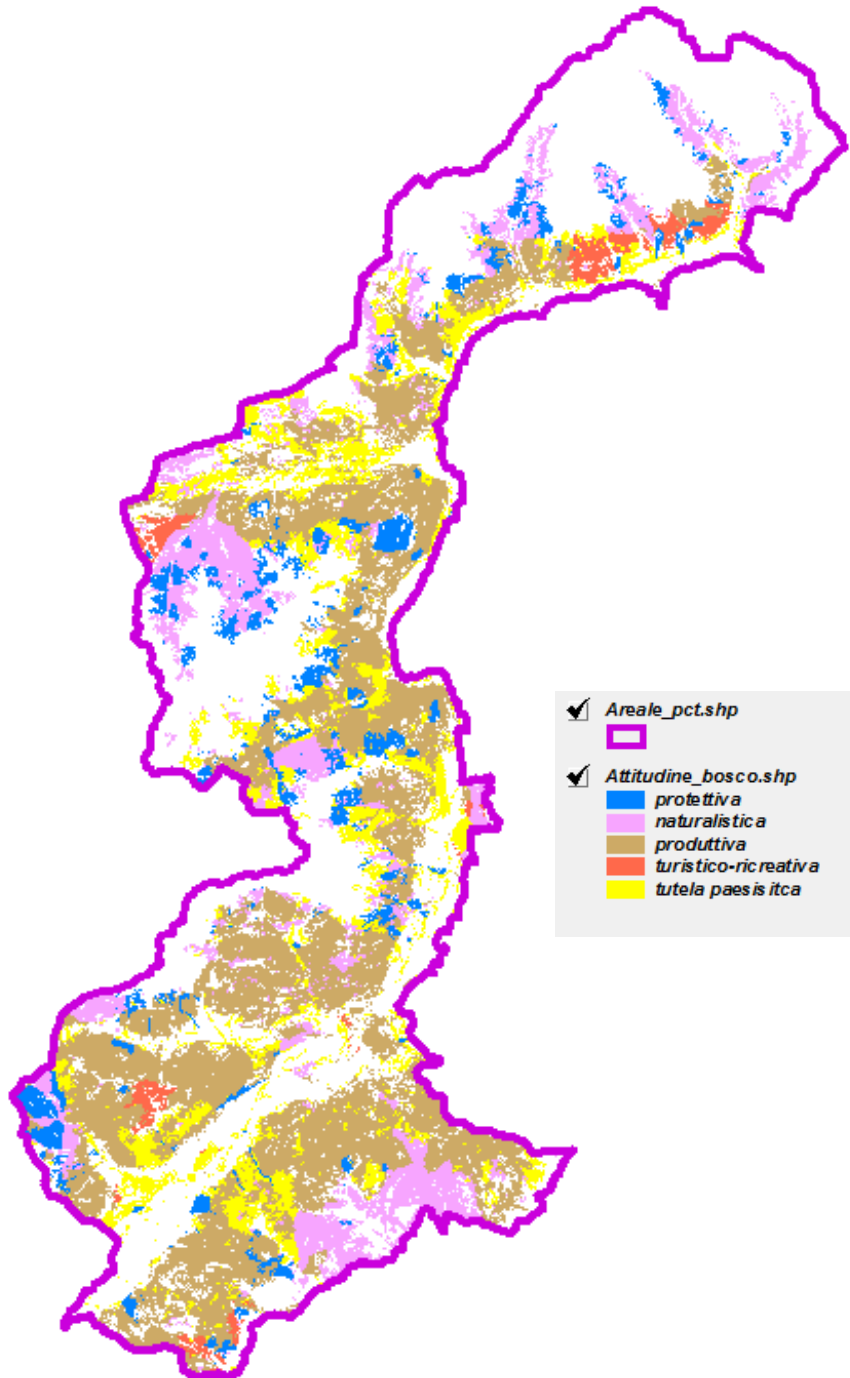 Areale_pct.shp
Attitudine_bosco.shp
protettiva
naturalistica
produttiva
turistico-ricreativa
tutela paesisitca